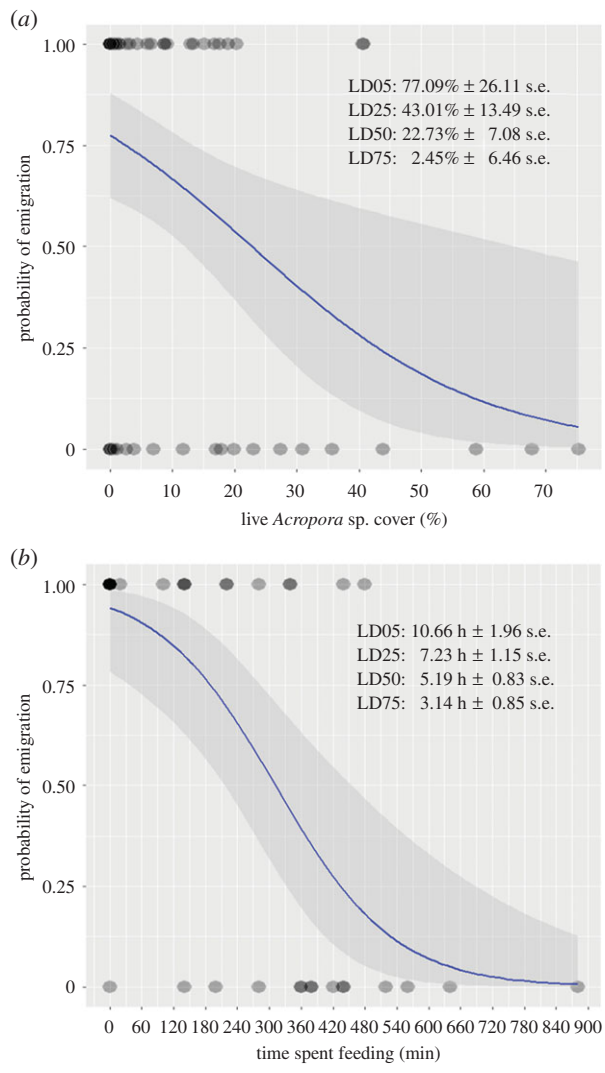 (a)
1.00
0.75
0.50
0.25
0
probability of emigration
LD05: 77.09% ± 26.11 s.e.
LD25: 43.01% ± 13.49 s.e.
LD50: 22.73% ± 7.08 s.e.
LD75: 2.45% ± 6.46 s.e.
0 10 20 30 40 50 60 70
live Acropora sp. cover (%)
(b)
1.00
0.75
0.50
0.25
0
probability of emigration
LD05: 10.66 h ± 1.96 s.e.
LD25: 7.23 h ± 1.15 s.e.
LD50: 5.19 h ± 0.83 s.e.
LD75: 3.14 h ± 0.85 s.e.
0 60 120 180 240 300 360 420 480 540 600 660 720 780 840 900
time spent feeding (min)